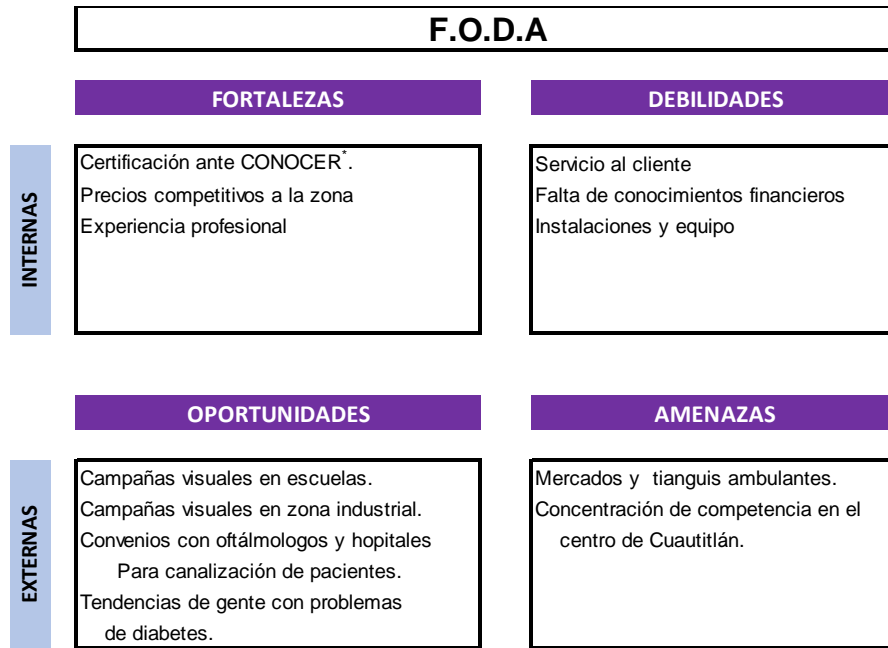 F.O.D.A
FORTALEZAS
DEBILIDADES
INTERNAS
Certificación ante CONOCER*.
Precios competitivos a la zona
Experiencia profesional
Servicio al cliente
Falta de conocimientos financieros
Instalaciones y equipo
OPORTUNIDADES
AMENAZAS
EXTERNAS
Campañas visuales en escuelas.
Campañas visuales en zona industrial.
Convenios con oftálmologos y hopitales
Para canalización de pacientes.
Tendencias de gente con problemas
de diabetes.
Mercados y tianguis ambulantes.
Concentración de competencia en el
centro de Cuautitlán.